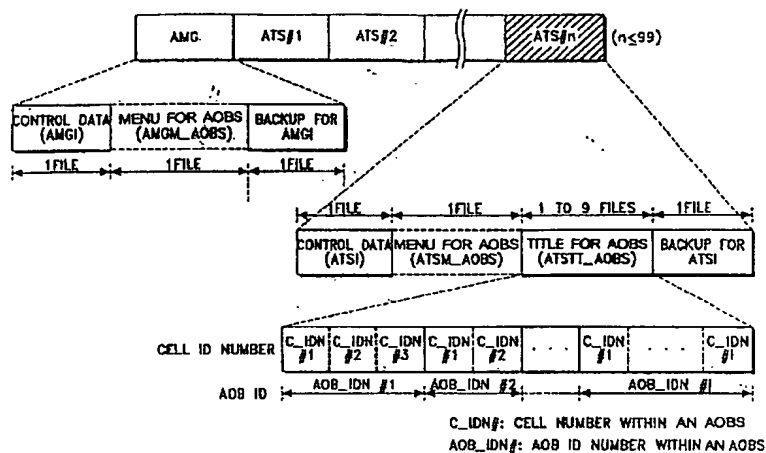 AMG ATS#1 ATS#2 ATS#n (n≤99)
CONTROL DATA (AMGI)
MENU FOR AOBS (AMGM_AOBS)
BACKUP FOR AMGI
1FILE 1FILE 1FILE
1FILE 1FILE 1 TO 9 FILES 1FILE
CONTROL DATA (ATSI)
MENU FOR AOBS (ATSM_AOBS)
TITLE FOR AOBS (ATSTT_AOBS)
BACKUP FOR ATSI
CELL ID NUMBER
C_IDN #1 C_IDN #2 C_IDN #3 C_IDN #1 C_IDN #2 . . . C_IDN #1 . . . . C_IDN #I
AOB ID AOB_IDN #1 AOB_IDN #2 AOB_IDN #I
C_IDN#: CELL NUMBER WITHIN AN AOBS
AOB_IDN#: AOB ID NUMBER WITHIN AN AOBS